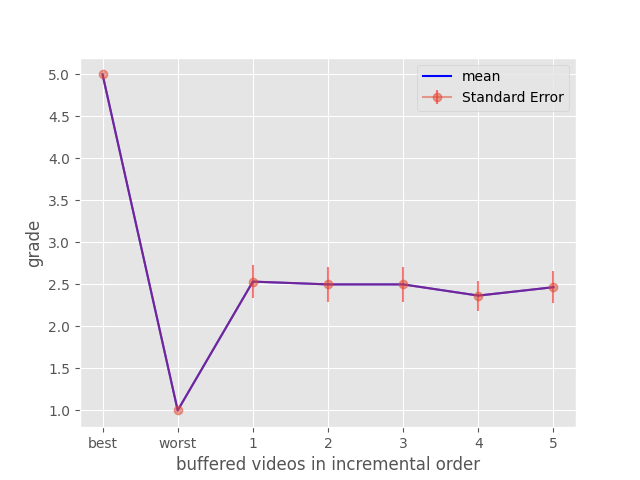 mean
Standard Error
5.0
4.5
4.0
3.5
3.0
2.5
2.0
1.5
1.0
grade
best worst 1 2 3 4 5
buffered videos in incremental order